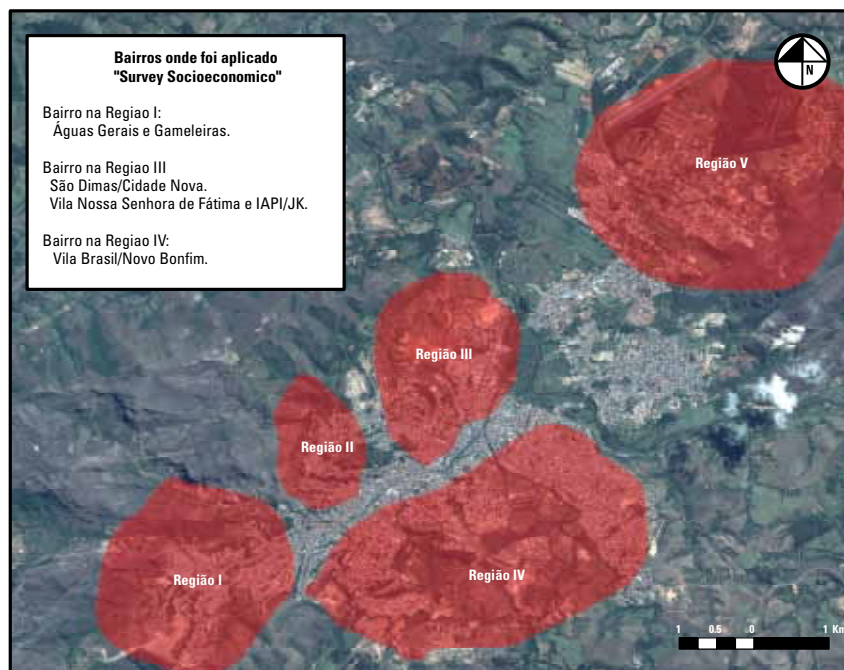 Bairros onde foi aplicado
"Survey Socioeconomico"
Bairro na Regiao I:
Águas Gerais e Gameleiras.
Bairro na Regiao III
São Dimas/Cidade Nova.
Vila Nossa Senhora de Fátima e IAPI/JK.
Bairro na Regiao IV:
Vila Brasil/Novo Bonfim.
N
Região V
Região III
Região II
Região I
Região IV
1 0.5 0 1 Km